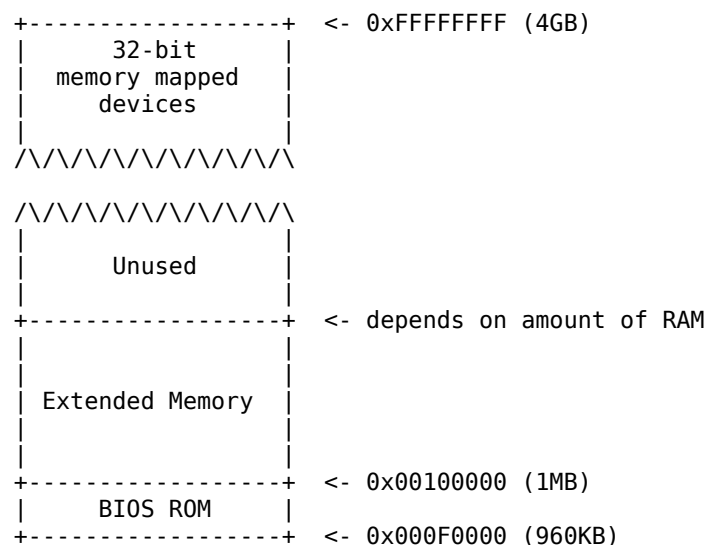 +------------------+  <- 0xFFFFFFFF (4GB)
|      32-bit      |
|  memory mapped   |
|     devices      |
|                  |
/\/\/\/\/\/\/\/\/\/\

/\/\/\/\/\/\/\/\/\/\
|                  |
|      Unused      |
|                  |
+------------------+  <- depends on amount of RAM
|                  |
|                  |
| Extended Memory  |
|                  |
|                  |
+------------------+  <- 0x00100000 (1MB)
|     BIOS ROM     |
+------------------+  <- 0x000F0000 (960KB)